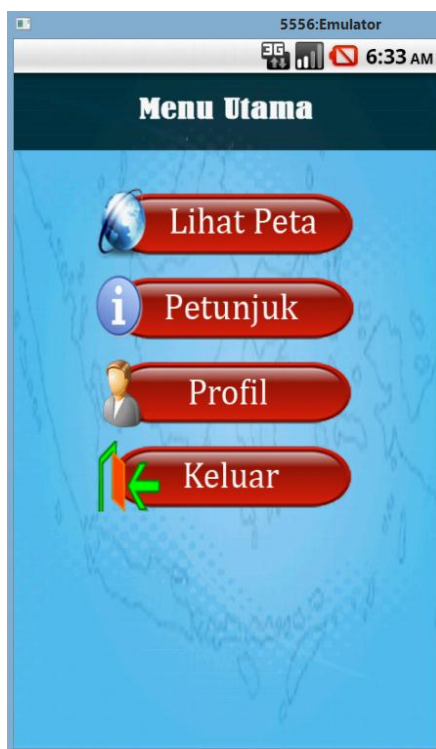 5556:Emulator
3G 6:33 AM
Menu Utama
Lihat Peta
i Petunjuk
Profil
Keluar